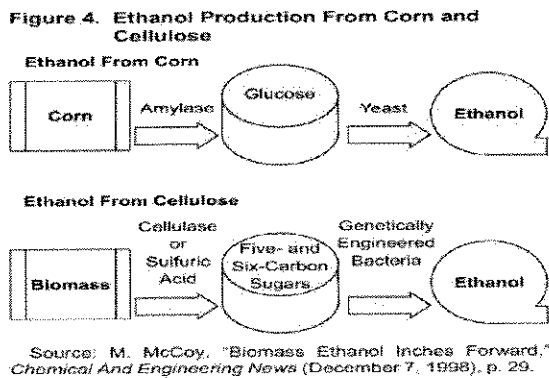 Figure 4. Ethanol Production From Corn and
Cellulose
Ethanol From Corn
Corn
Amylase
Glucose
Yeast
Ethanol
Ethanol From Cellulose
Biomass
Cellulase
or
Sulfuric
Acid
Five- and
Six-Carbon
Sugars
Genetically
Engineered
Bacteria
Ethanol
Source: M. McCoy, "Biomass Ethanol Inches Forward,"
Chemical And Engineering News (December 7, 1998), p. 29.